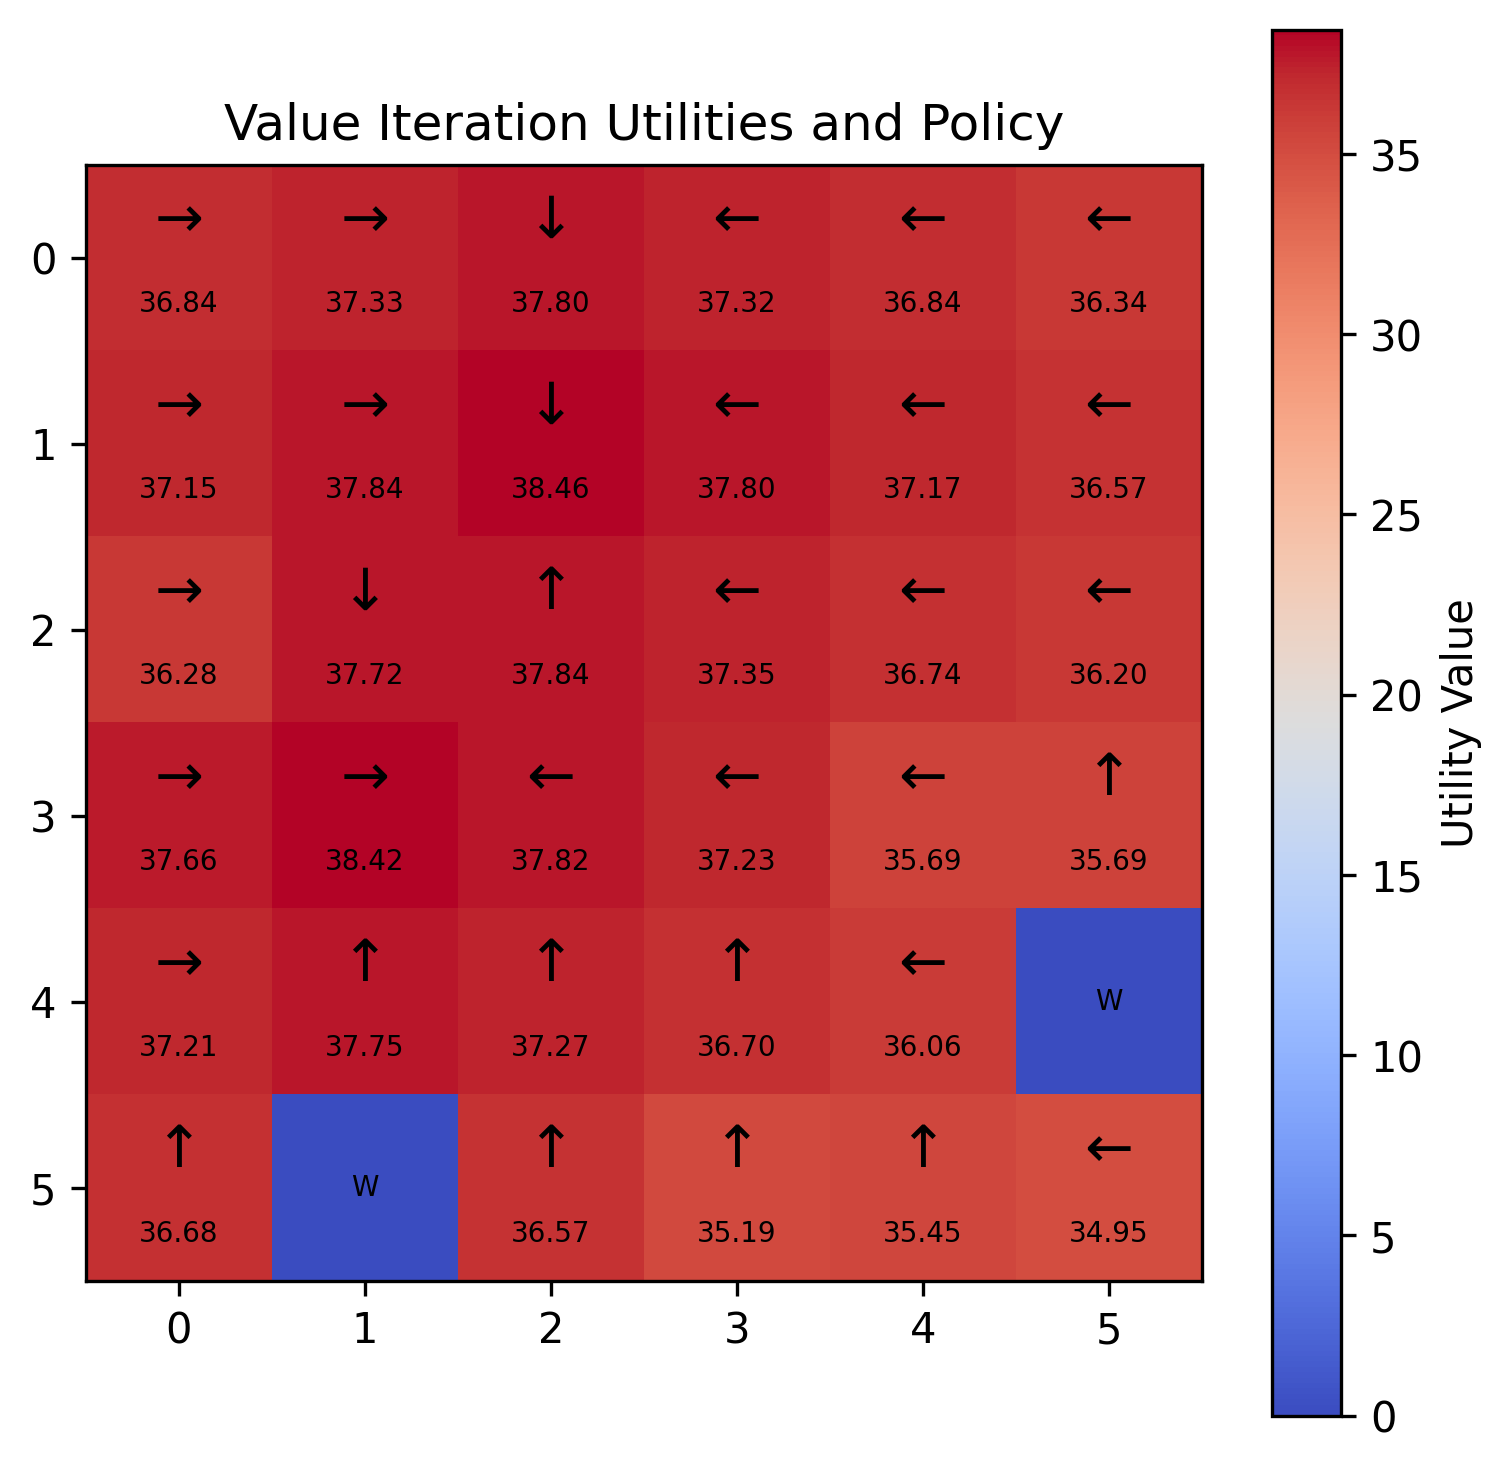 Value Iteration Utilities and Policy
→ → ↓ ← ← ←
0
36.84 37.33 37.80 37.32 36.84 36.34
→ → ↓ ← ← ←
1
37.15 37.84 38.46 37.80 37.17 36.57
→ ↓ ↑ ← ← ←
2
36.28 37.72 37.84 37.35 36.74 36.20
→ → ← ← ← ↑
3
37.66 38.42 37.82 37.23 35.69 35.69
→ ↑ ↑ ↑ ←
4 W
37.21 37.75 37.27 36.70 36.06
↑ ↑ ↑ ↑ ←
5 W
36.68 36.57 35.19 35.45 34.95
0 1 2 3 4 5
35
30
25
20
15
10
5
0
Utility Value